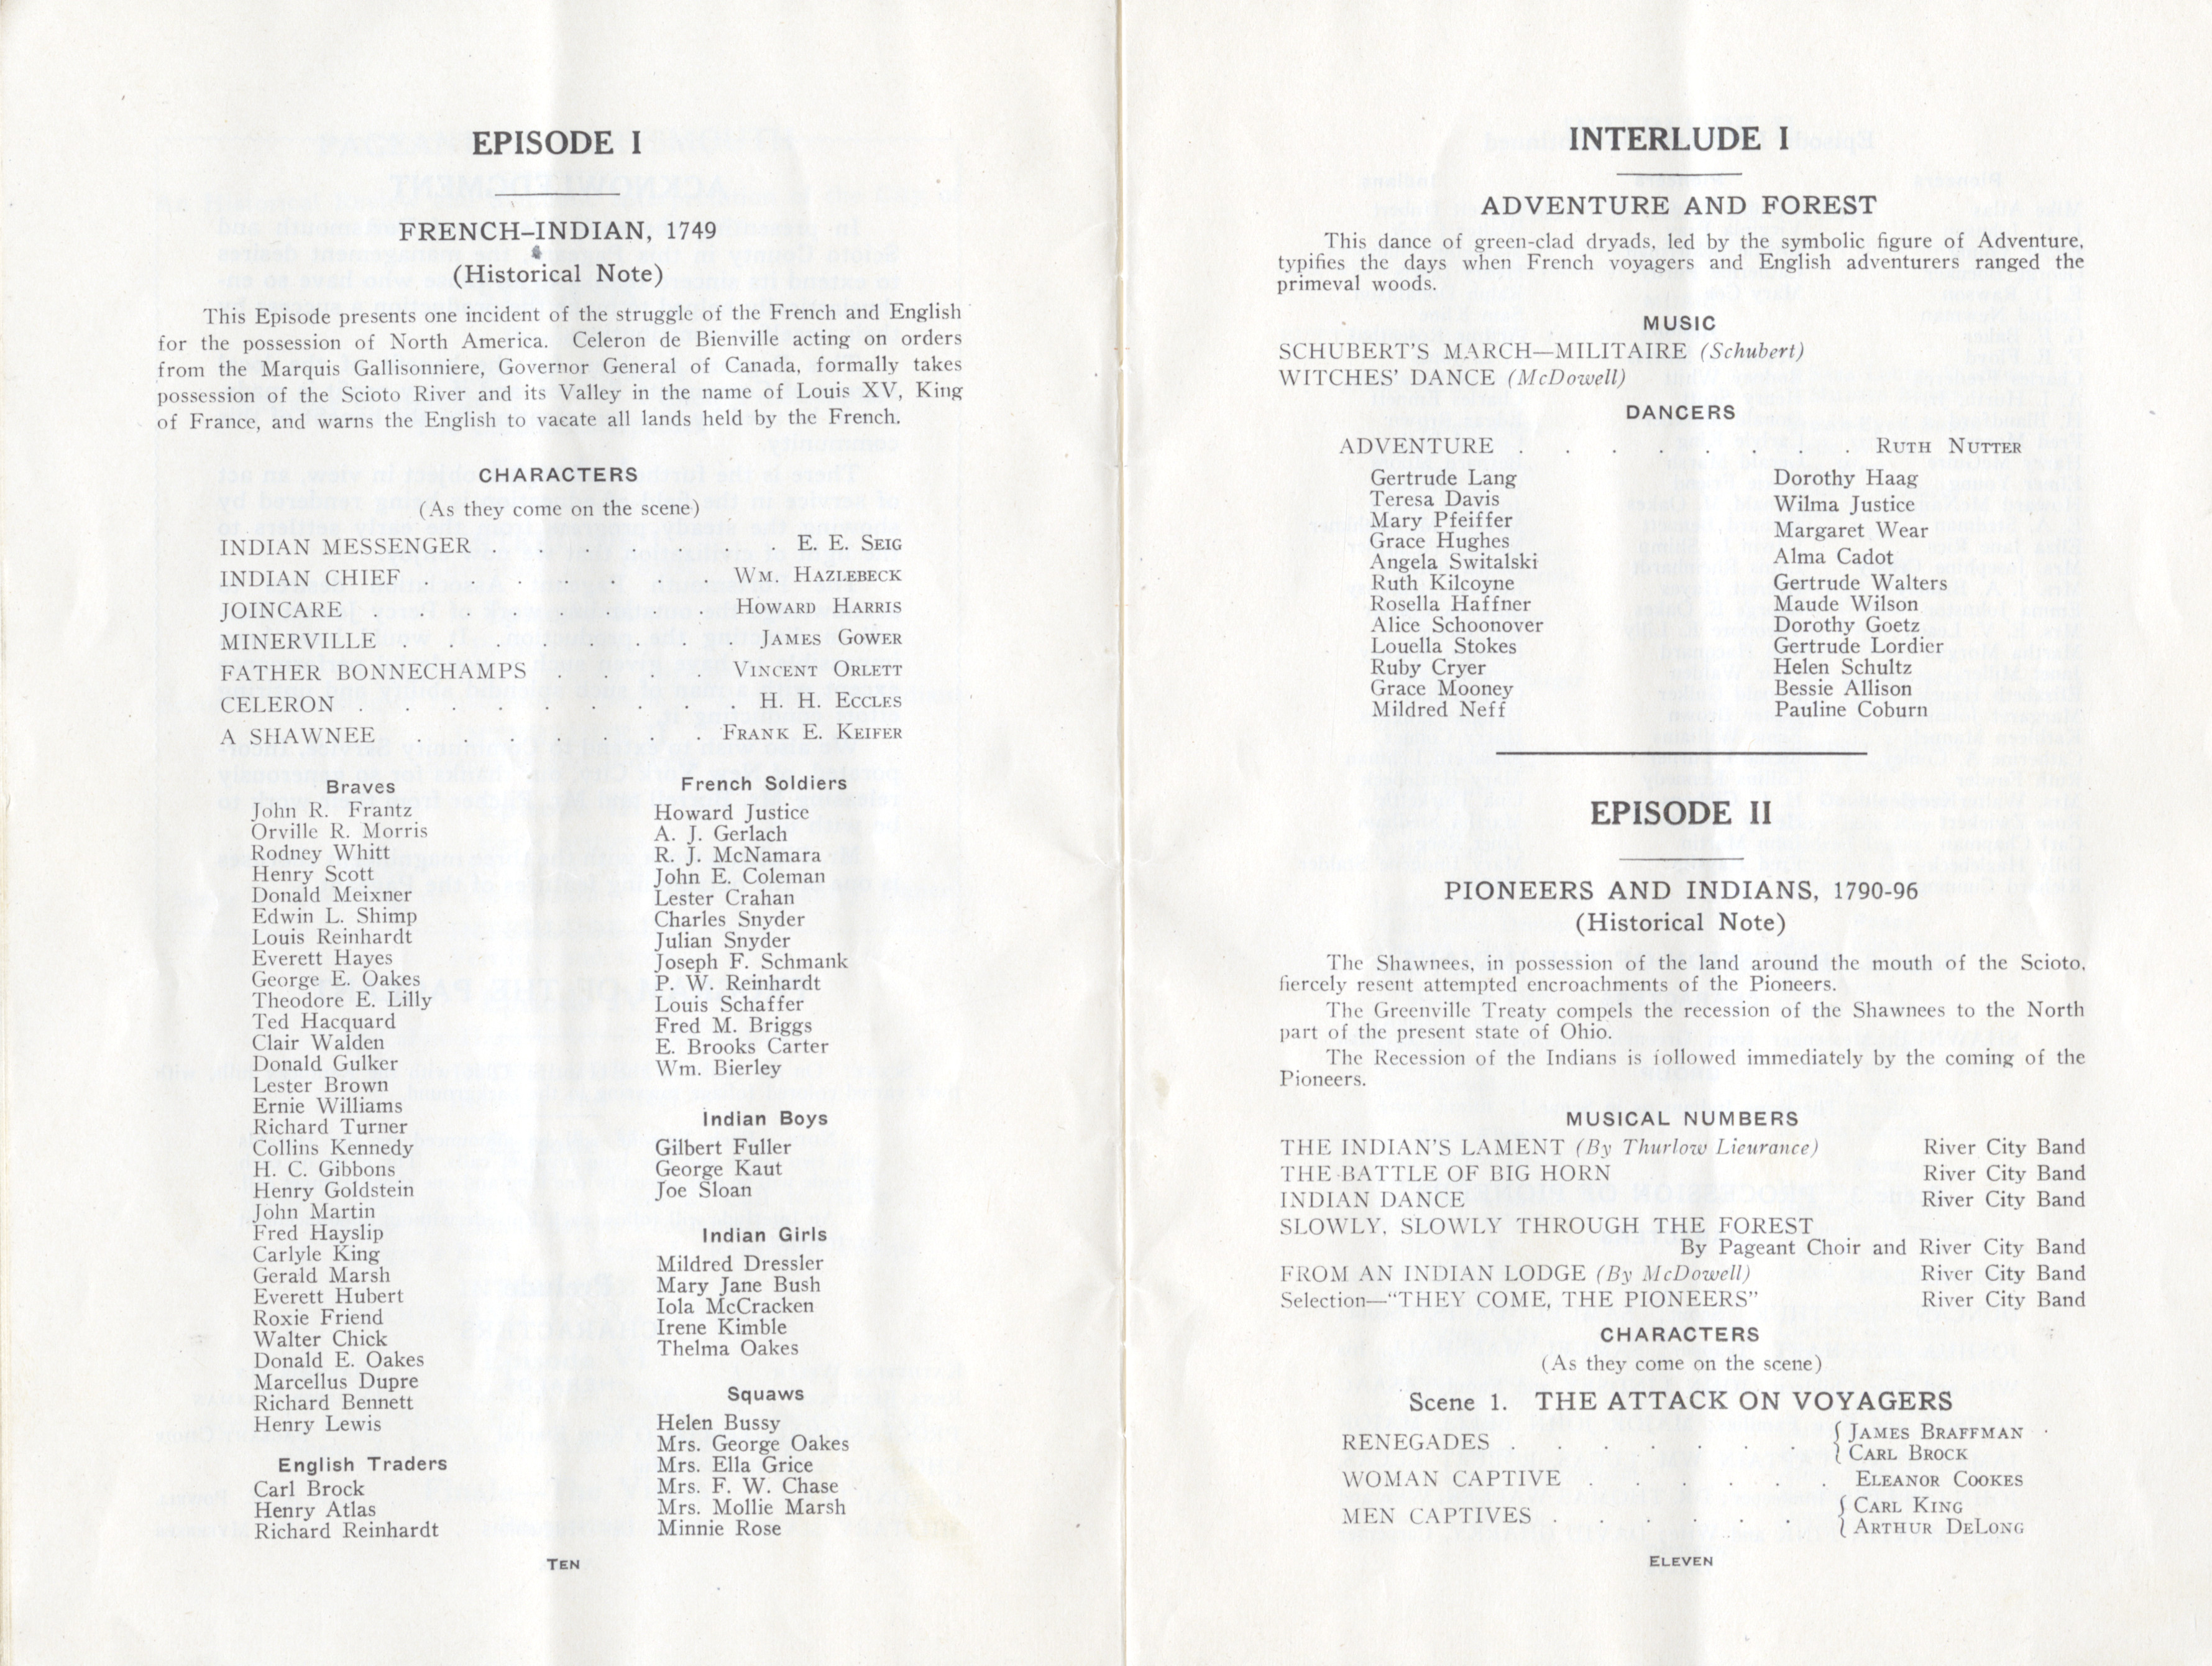 EPISODE I
FRENCH–INDIAN, 1749
(Historical Note)
This Episode presents one incident of the struggle of the French and English
for the possession of North America. Celeron de Bienville acting on orders
from the Marquis Gallisonniere, Governor General of Canada, formally takes
possession of the Scioto River and its Valley in the name of Louis XV, King
of France, and warns the English to vacate all lands held by the French.
CHARACTERS
(As they come on the scene)
INDIAN MESSENGER . . . . . . . E. E. SEIG
INDIAN CHIEF . . . . . . . WM. HAZLEBECK
JOINCARE . . . . . . . . HOWARD HARRIS
MINERVILLE . . . . . . . . JAMES GOWER
FATHER BONNECHAMPS . . . . VINCENT ORLETT
CELERON . . . . . . . . . H. H. ECCLES
A SHAWNEE . . . . . . . FRANK E. KEIFER
Braves
John R. Frantz
Orville R. Morris
Rodney Whitt
Henry Scott
Donald Meixner
Edwin L. Shimp
Louis Reinhardt
Everett Hayes
George E. Oakes
Theodore E. Lilly
Ted Hacquard
Clair Walden
Donald Gulker
Lester Brown
Ernie Williams
Richard Turner
Collins Kennedy
H. C. Gibbons
Henry Goldstein
John Martin
Fred Hayslip
Carlyle King
Gerald Marsh
Everett Hubert
Roxie Friend
Walter Chick
Donald E. Oakes
Marcellus Dupre
Richard Bennett
Henry Lewis
English Traders
Carl Brock
Henry Atlas
Richard Reinhardt
French Soldiers
Howard Justice
A. J. Gerlach
R. J. McNamara
John E. Coleman
Lester Crahan
Charles Snyder
Julian Snyder
Joseph F. Schmank
P. W. Reinhardt
Louis Schaffer
Fred M. Briggs
E. Brooks Carter
Wm. Bierley
Indian Boys
Gilbert Fuller
George Kaut
Joe Sloan
Indian Girls
Mildred Dressler
Mary Jane Bush
Iola McCracken
Irene Kimble
Thelma Oakes
Squaws
Helen Bussy
Mrs. George Oakes
Mrs. Ella Grice
Mrs. F. W. Chase
Mrs. Mollie Marsh
Minnie Rose
TEN
INTERLUDE I
ADVENTURE AND FOREST
This dance of green-clad dryads, led by the symbolic figure of Adventure,
typifies the days when French voyagers and English adventurers ranged the
primeval woods.
MUSIC
SCHUBERT'S MARCH—MILITAIRE (Schubert)
WITCHES' DANCE (McDowell)
DANCERS
ADVENTURE . . . . . . . . RUTH NUTTER
Gertrude Lang
Teresa Davis
Mary Pfeiffer
Grace Hughes
Angela Switalski
Ruth Kilcoyne
Rosella Haffner
Alice Schoonover
Louella Stokes
Ruby Cryer
Grace Mooney
Mildred Neff
Dorothy Haag
Wilma Justice
Margaret Wear
Alma Cadot
Gertrude Walters
Maude Wilson
Dorothy Goetz
Gertrude Lordier
Helen Schultz
Bessie Allison
Pauline Coburn
EPISODE II
PIONEERS AND INDIANS, 1790-96
(Historical Note)
The Shawnees, in possession of the land around the mouth of the Scioto,
fiercely resent attempted encroachments of the Pioneers.
The Greenville Treaty compels the recession of the Shawnees to the North
part of the present state of Ohio.
The Recession of the Indians is followed immediately by the coming of the
Pioneers.
MUSICAL NUMBERS
THE INDIAN'S LAMENT (By Thurlow Lieurance) River City Band
THE BATTLE OF BIG HORN River City Band
INDIAN DANCE River City Band
SLOWLY, SLOWLY THROUGH THE FOREST
By Pageant Choir and River City Band
FROM AN INDIAN LODGE (By McDowell) River City Band
Selection—"THEY COME, THE PIONEERS" River City Band
CHARACTERS
(As they come on the scene)
Scene 1. THE ATTACK ON VOYAGERS
RENEGADES . . . . . . . { JAMES BRAFFMAN
CARL BROCK
WOMAN CAPTIVE . . . . . . ELEANOR COOKES
MEN CAPTIVES . . . . . . { CARL KING
ARTHUR DELONG
ELEVEN